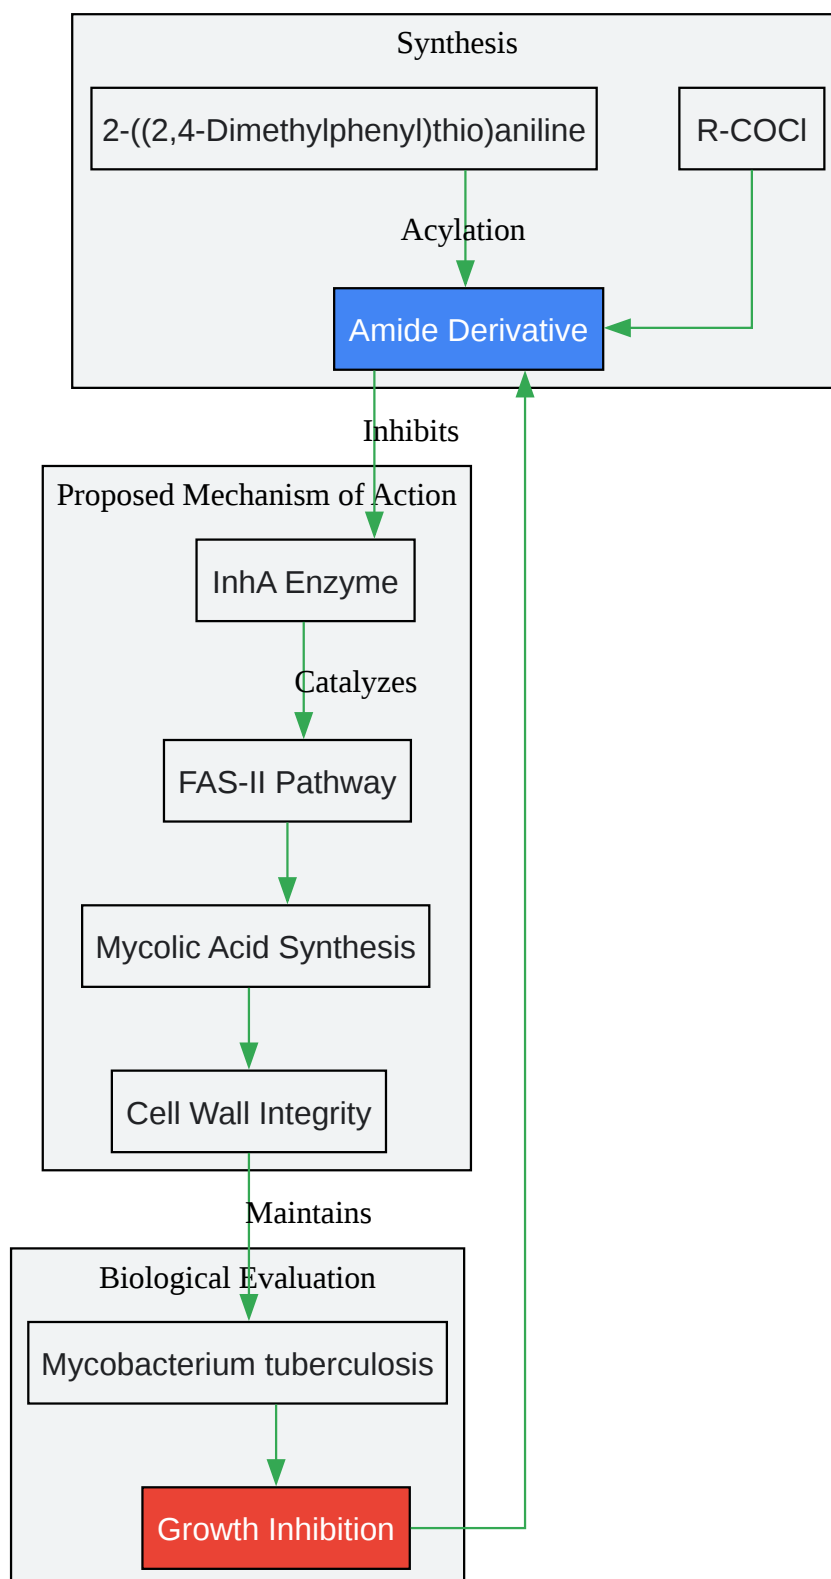 Synthesis
2-((2,4-Dimethylphenyl)thio)aniline
R-COCl
Acylation
Amide Derivative
Inhibits
Proposed Mechanism of Action
InhA Enzyme
Catalyzes
FAS-II Pathway
Mycolic Acid Synthesis
Cell Wall Integrity
Maintains
Biological Evaluation
Mycobacterium tuberculosis
Growth Inhibition